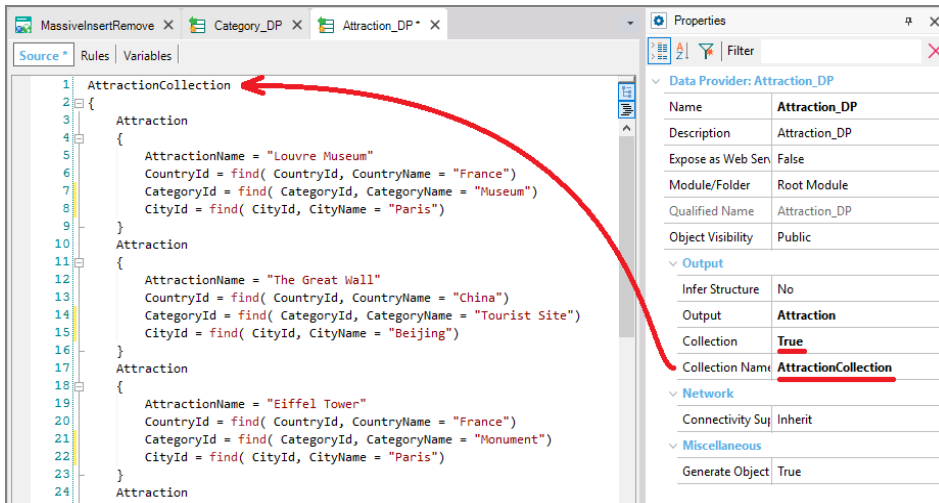 MassiveInsertRemove
Category_DP
Attraction_DP *
Source *
Rules
Variables
1 AttractionCollection
2 {
3 Attraction
4 {
5 AttractionName = "Louvre Museum"
6 CountryId = find( CountryId, CountryName = "France")
7 CategoryId = find( CategoryId, CategoryName = "Museum")
8 CityId = find( CityId, CityName = "Paris")
9 }
10 Attraction
11 {
12 AttractionName = "The Great Wall"
13 CountryId = find( CountryId, CountryName = "China")
14 CategoryId = find( CategoryId, CategoryName = "Tourist Site")
15 CityId = find( CityId, CityName = "Beijing")
16 }
17 Attraction
18 {
19 AttractionName = "Eiffel Tower"
20 CountryId = find( CountryId, CountryName = "France")
21 CategoryId = find( CategoryId, CategoryName = "Monument")
22 CityId = find( CityId, CityName = "Paris")
23 }
24 Attraction
Properties
Filter
Data Provider: Attraction_DP
Name Attraction_DP
Description Attraction_DP
Expose as Web Serv False
Module/Folder Root Module
Qualified Name Attraction_DP
Object Visibility Public
Output
Infer Structure No
Output Attraction
Collection True
Collection Name AttractionCollection
Network
Connectivity Sup Inherit
Miscellaneous
Generate Object True